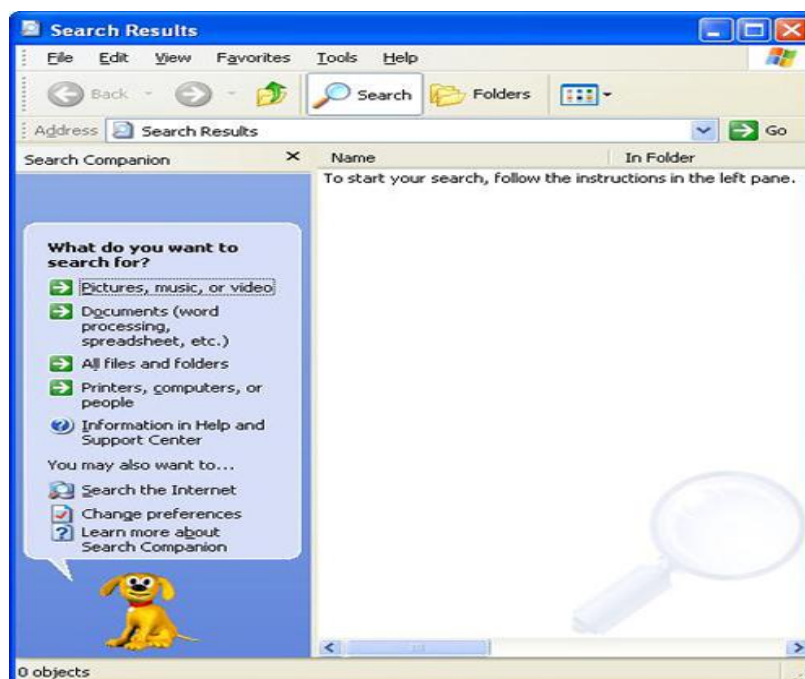 Search Results
File Edit View Favorites Tools Help
Back Search Folders
Address Search Results Go
Search Companion Name In Folder
To start your search, follow the instructions in the left pane.
What do you want to
search for?
Pictures, music, or video
Documents (word
processing,
spreadsheet, etc.)
All files and folders
Printers, computers, or
people
Information in Help and
Support Center
You may also want to...
Search the Internet
Change preferences
Learn more about
Search Companion
0 objects